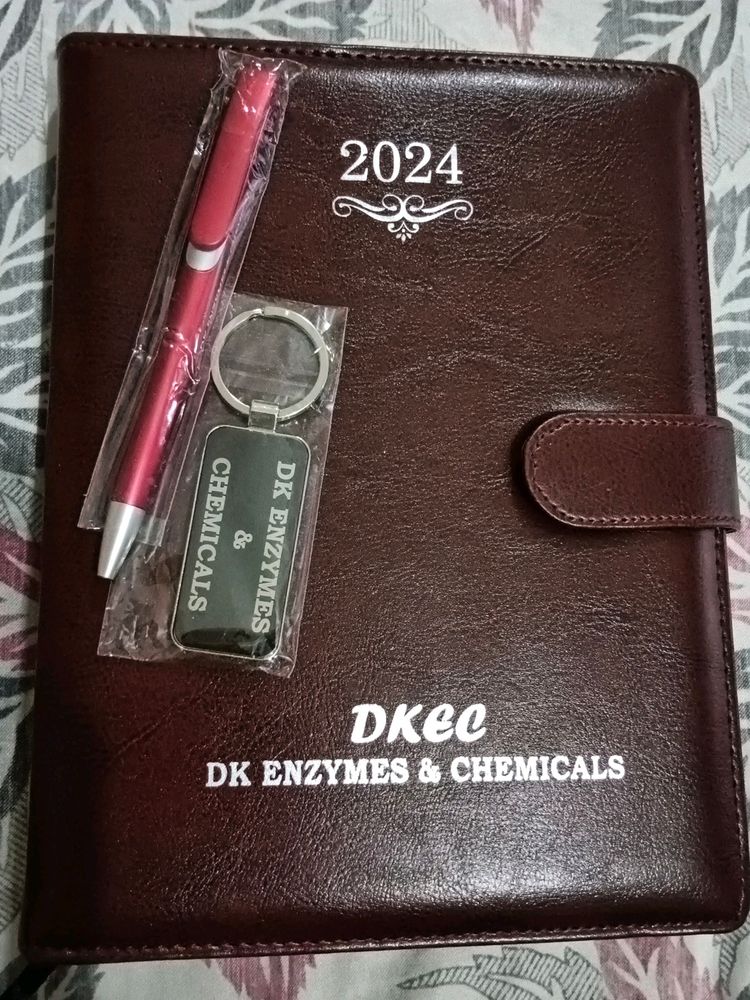 2024
DK ENZYMES
&
CHEMICALS
DKEC
DK ENZYMES & CHEMICALS